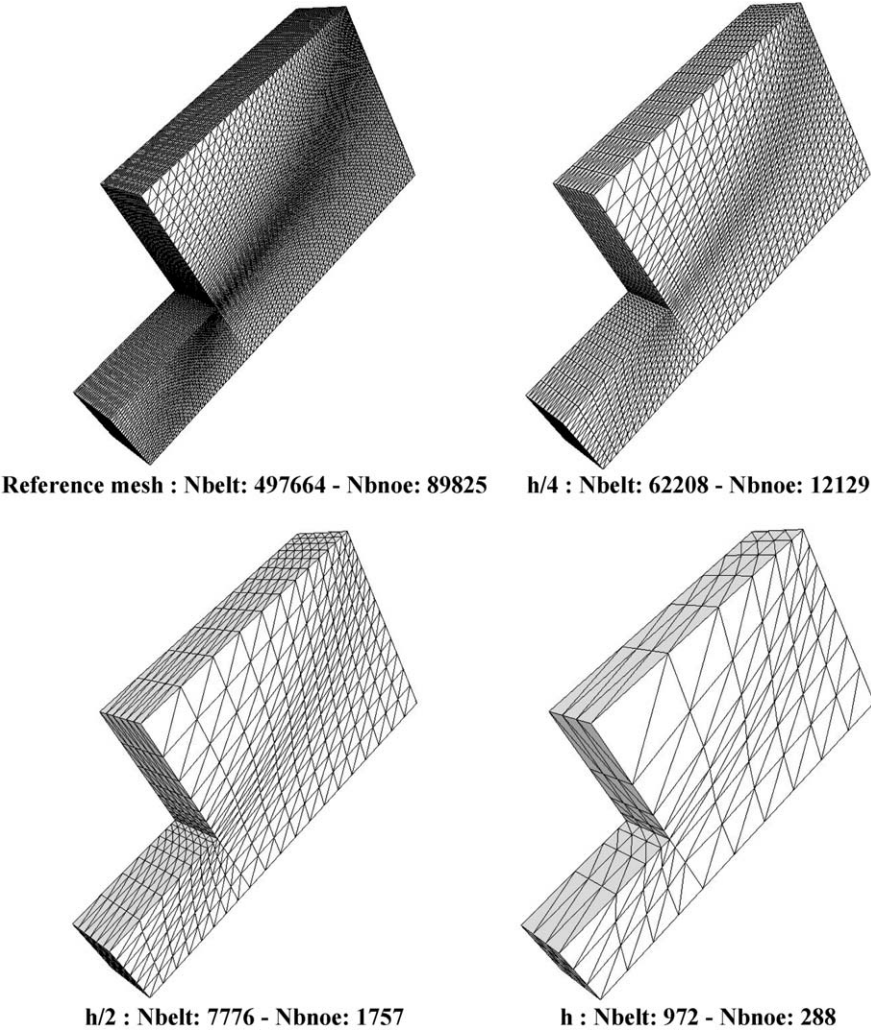 Reference mesh : Nbelt: 497664 - Nbnoe: 89825
h/4 : Nbelt: 62208 - Nbnoe: 12129
h/2 : Nbelt: 7776 - Nbnoe: 1757
h : Nbelt: 972 - Nbnoe: 288